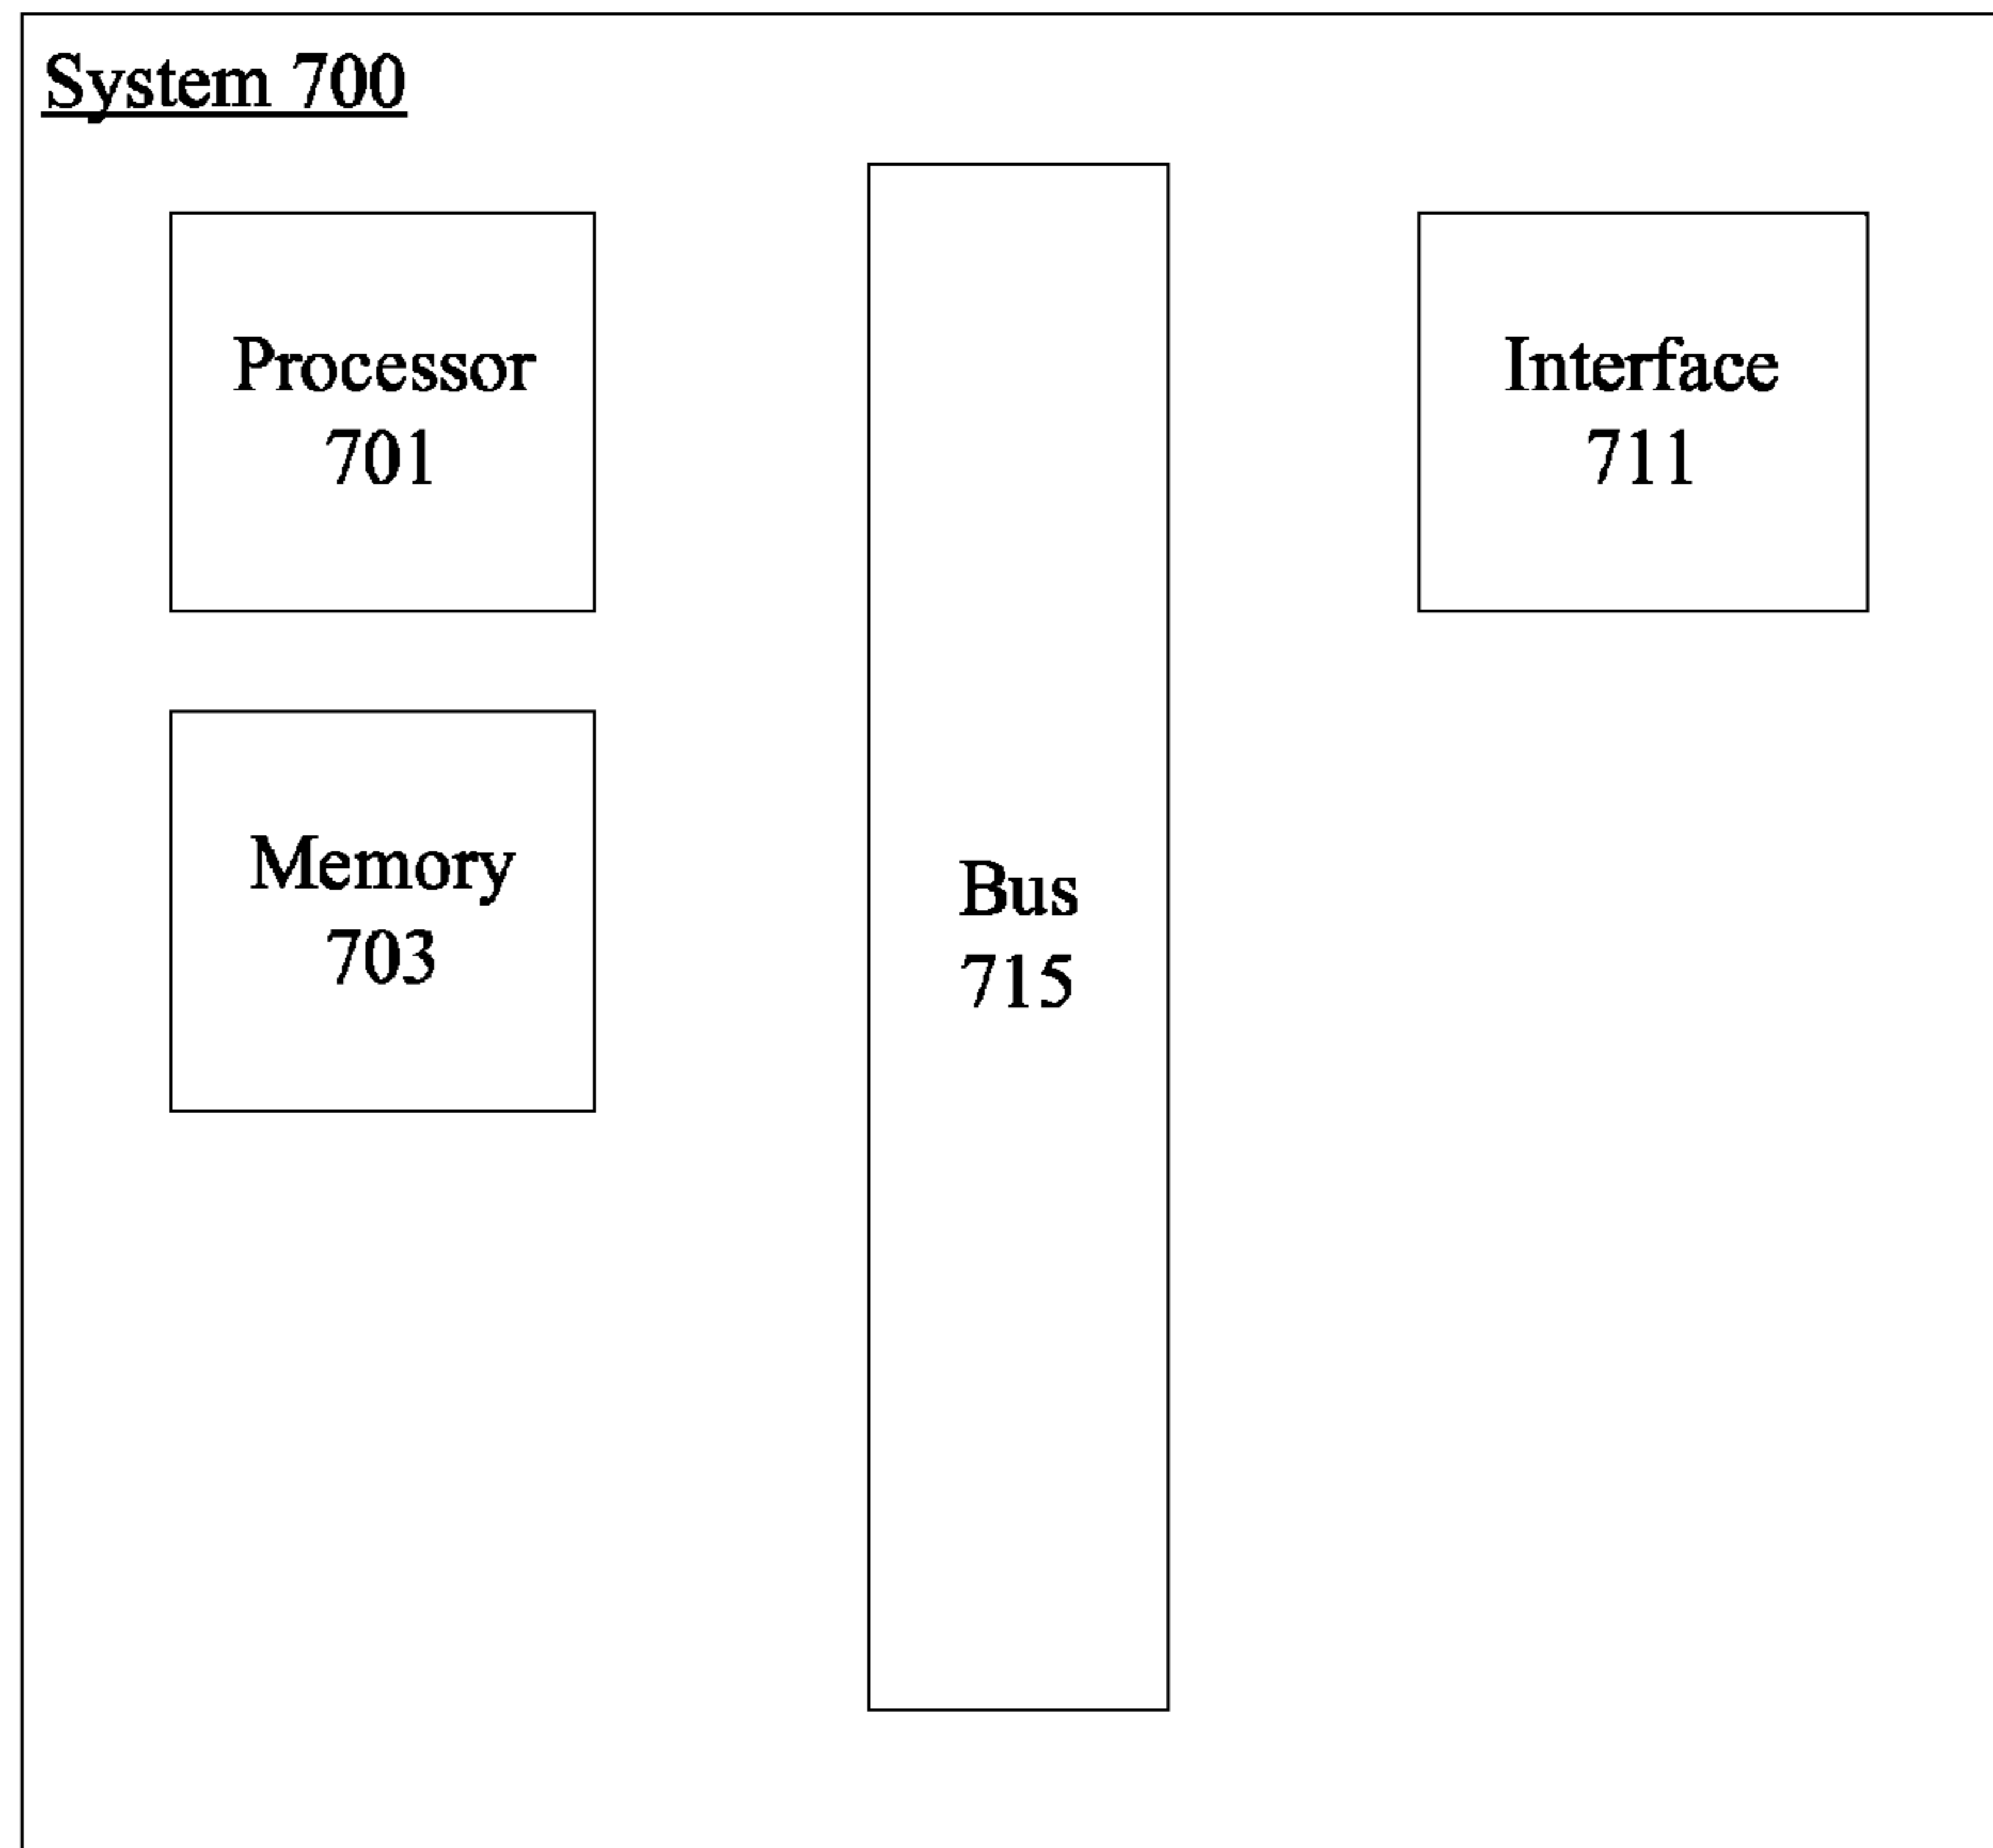 System 700
Processor
701
Interface
711
Memory
703
Bus
715